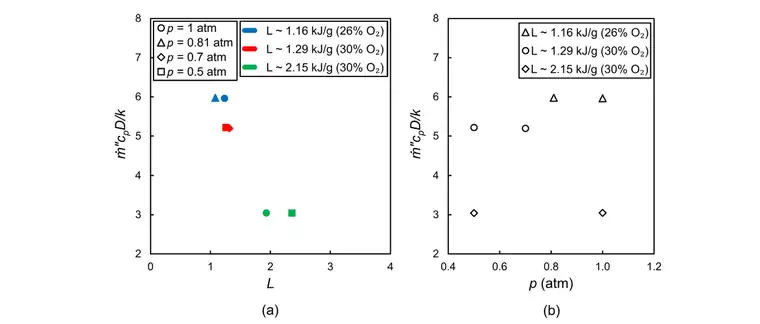 p = 1 atm
p = 0.81 atm
p = 0.7 atm
p = 0.5 atm
L ~ 1.16 kJ/g (26% O₂)
L ~ 1.29 kJ/g (30% O₂)
L ~ 2.15 kJ/g (30% O₂)
8
7
6
5
4
3
2
ṁ"cₚD/k
0 1 2 3 4
L
(a)
L ~ 1.16 kJ/g (26% O₂)
L ~ 1.29 kJ/g (30% O₂)
L ~ 2.15 kJ/g (30% O₂)
8
7
6
5
4
3
2
ṁ"cₚD/k
0.4 0.6 0.8 1.0 1.2
p (atm)
(b)